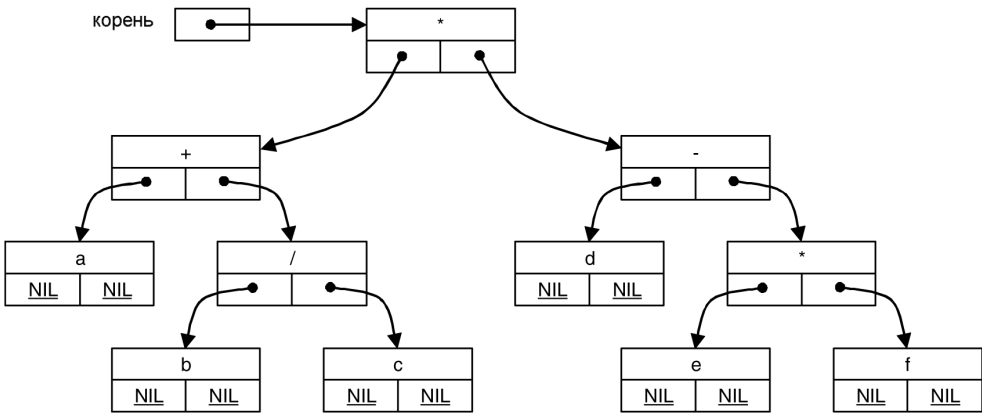 корень *
+ -
a / d *
NIL NIL NIL NIL
b c e f
NIL NIL NIL NIL NIL NIL NIL NIL